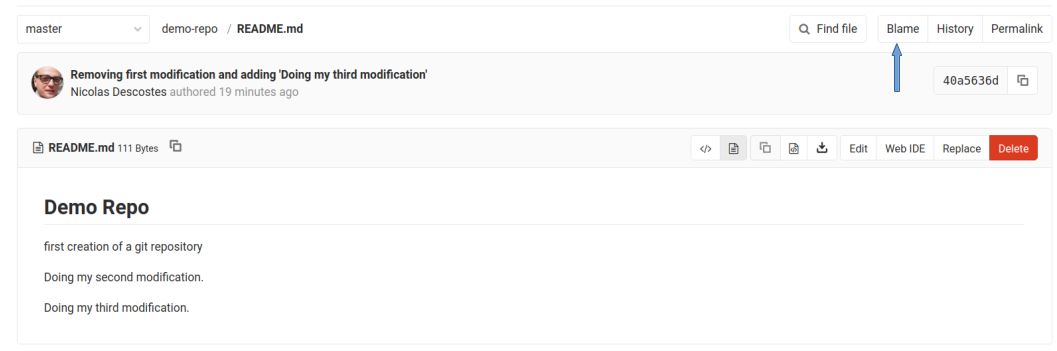 master demo-repo / README.md Find file Blame History Permalink
Removing first modification and adding 'Doing my third modification'
Nicolas Descostes authored 19 minutes ago
40a5636d
README.md 111 Bytes </> Edit Web IDE Replace Delete
Demo Repo
first creation of a git repository
Doing my second modification.
Doing my third modification.